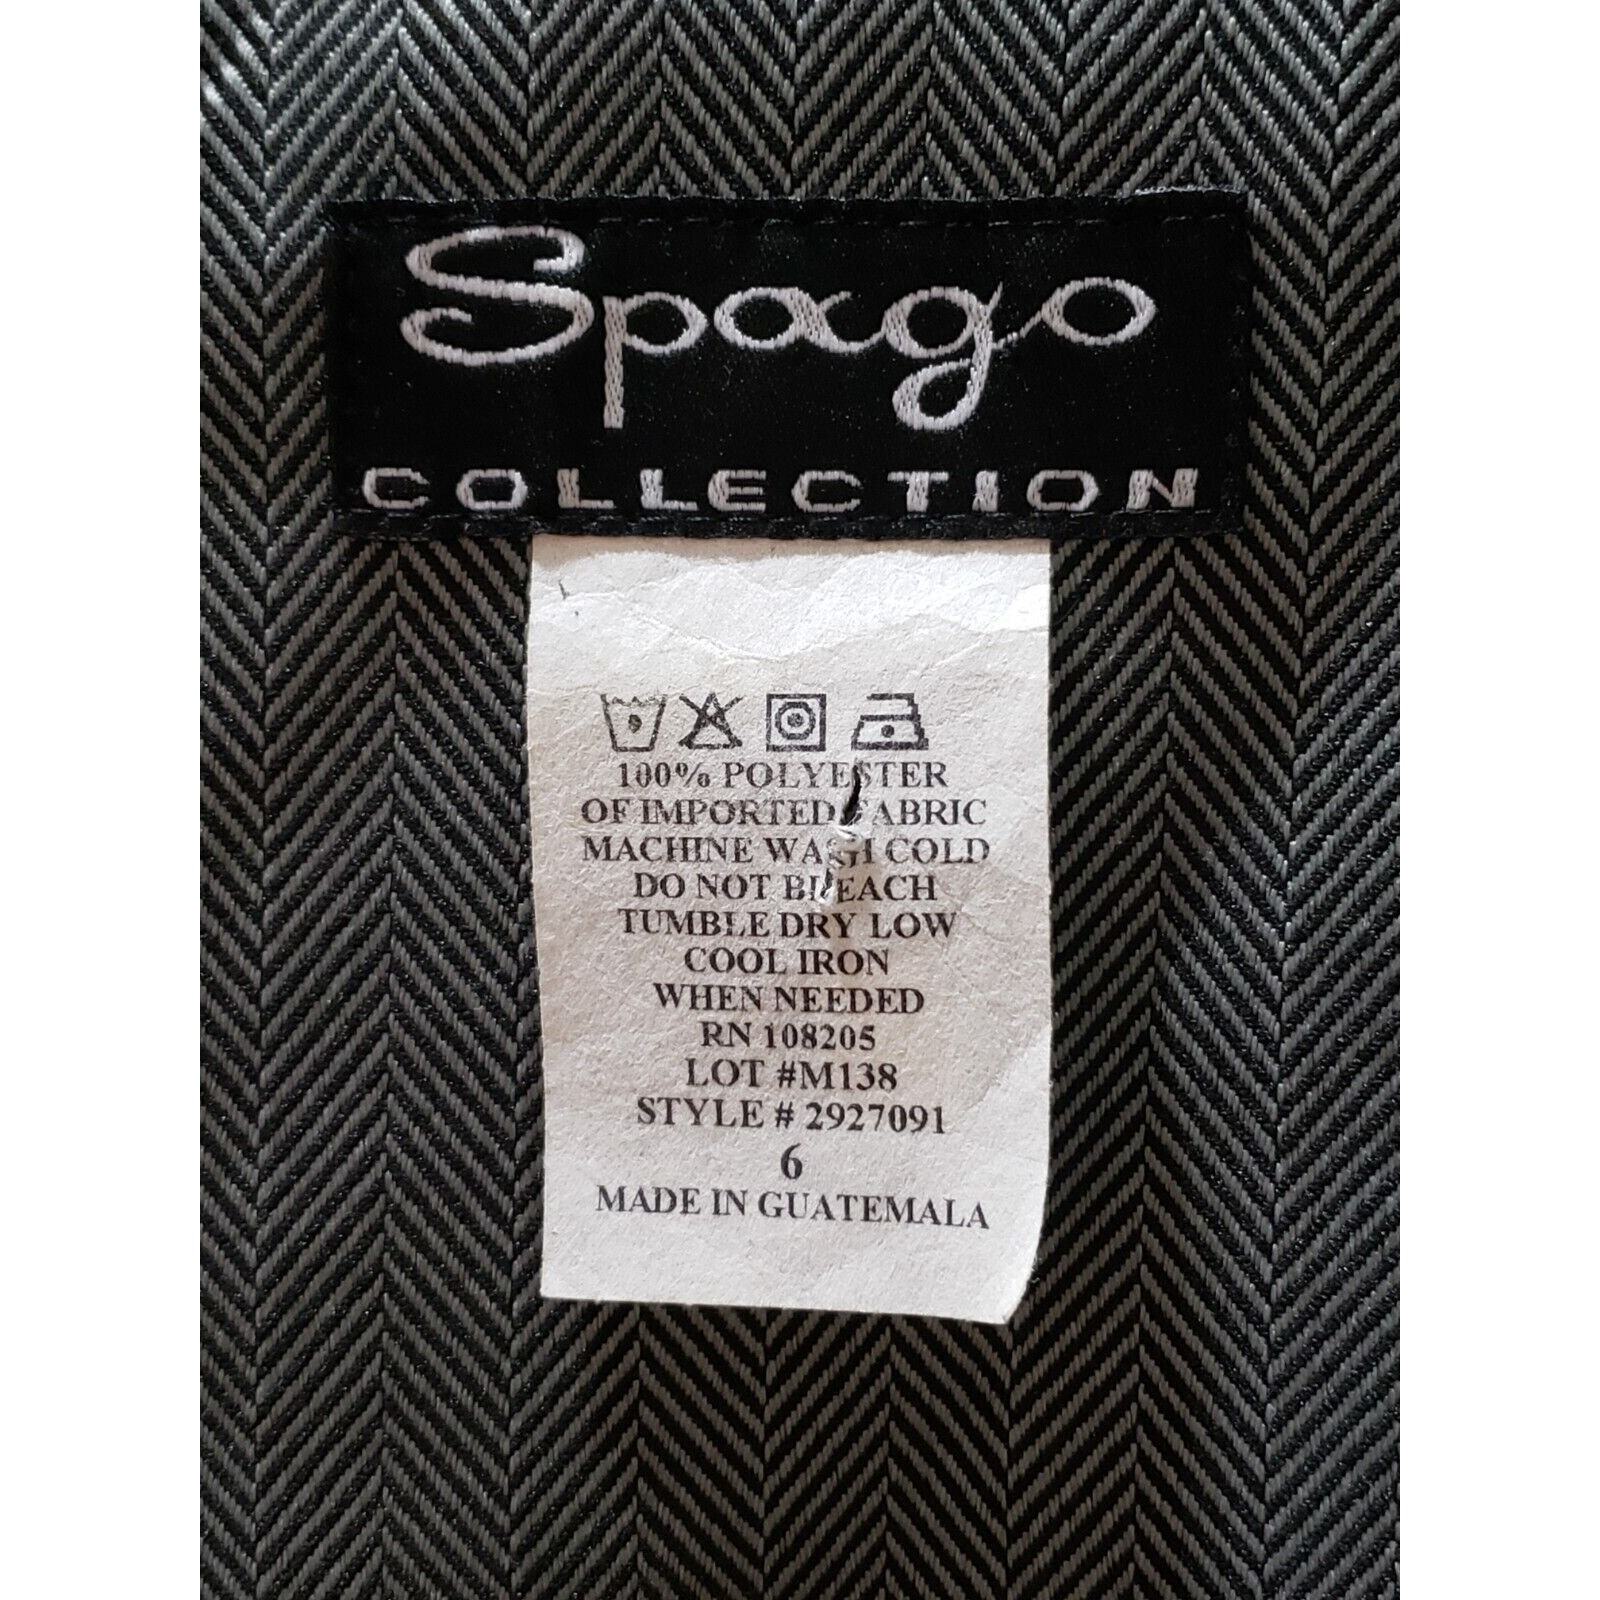 Spago
COLLECTION
100% POLYESTER
OF IMPORTED FABRIC
MACHINE WASH COLD
DO NOT BLEACH
TUMBLE DRY LOW
COOL IRON
WHEN NEEDED
RN 108205
LOT #M138
STYLE # 2927091
6
MADE IN GUATEMALA